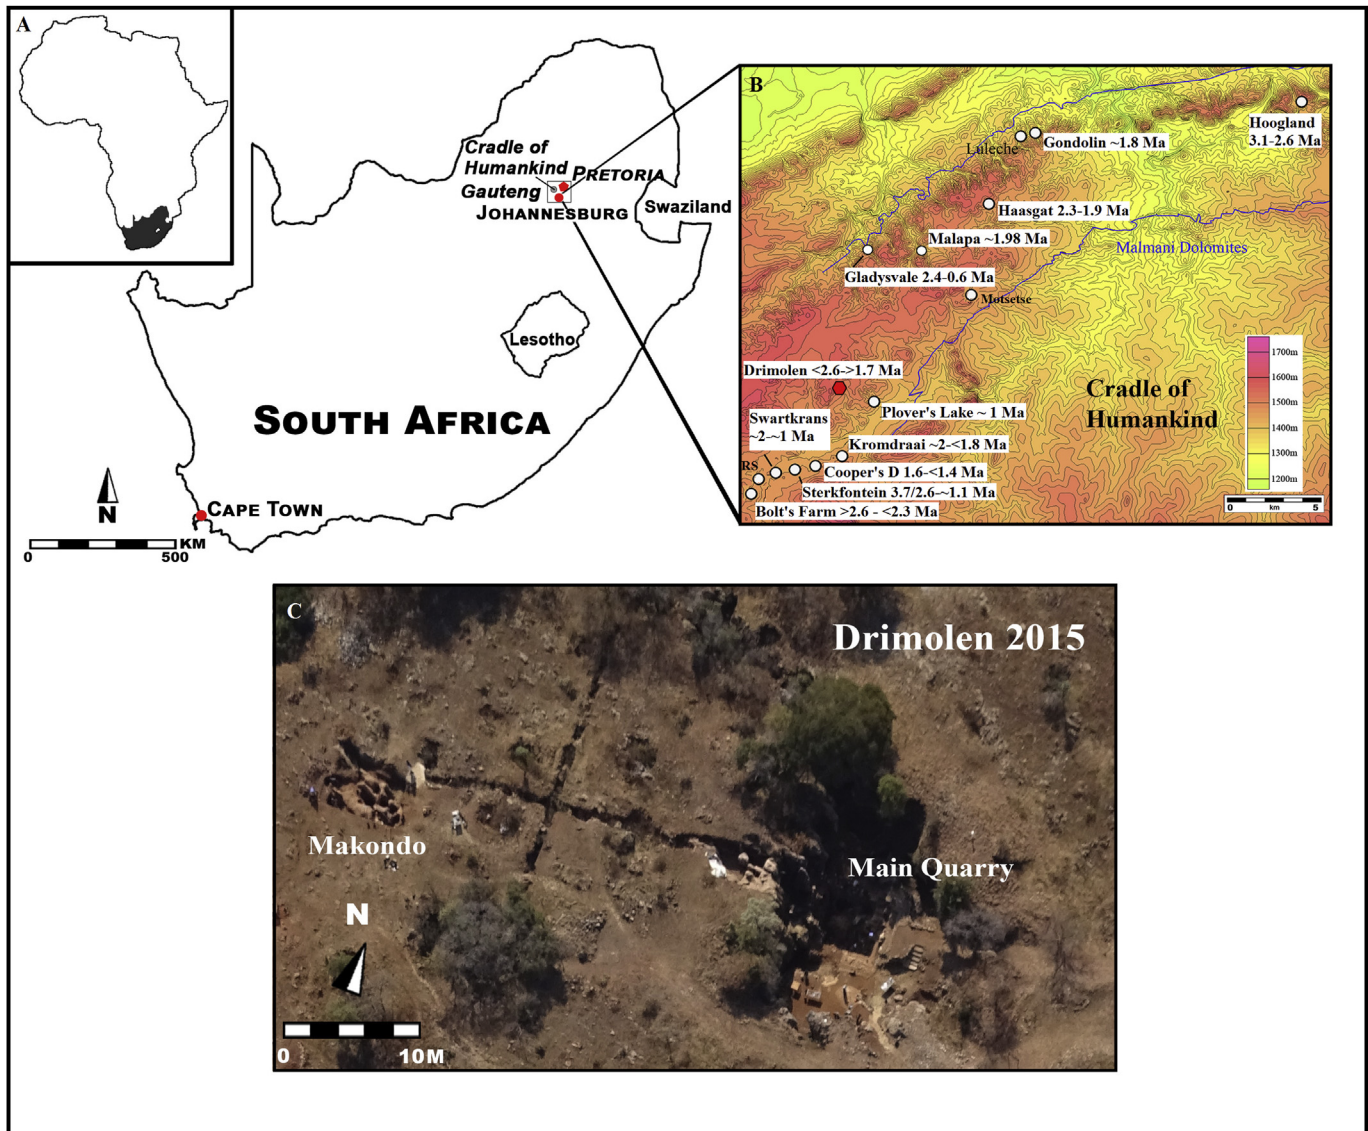 A
Cradle of
Humankind
PRETORIA
Gauteng
JOHANNESBURG
Swaziland
Lesotho
SOUTH AFRICA
N
CAPE TOWN
KM
0 500
B
Hoogland
3.1-2.6 Ma
Luleche
Gondolin ~1.8 Ma
Haasgat 2.3-1.9 Ma
Malapa ~1.98 Ma
Malmani Dolomites
Gladysvale 2.4-0.6 Ma
Motsetse
Drimolen <2.6->1.7 Ma
Plover's Lake ~ 1 Ma
Swartkrans
~2-~1 Ma
Kromdraai ~2-<1.8 Ma
RS
Cooper's D 1.6-<1.4 Ma
Sterkfontein 3.7/2.6-~1.1 Ma
Bolt's Farm >2.6 - <2.3 Ma
Cradle of
Humankind
1700m
1600m
1500m
1400m
1300m
1200m
0 km 5
C
Drimolen 2015
Makondo
Main Quarry
N
0 10M